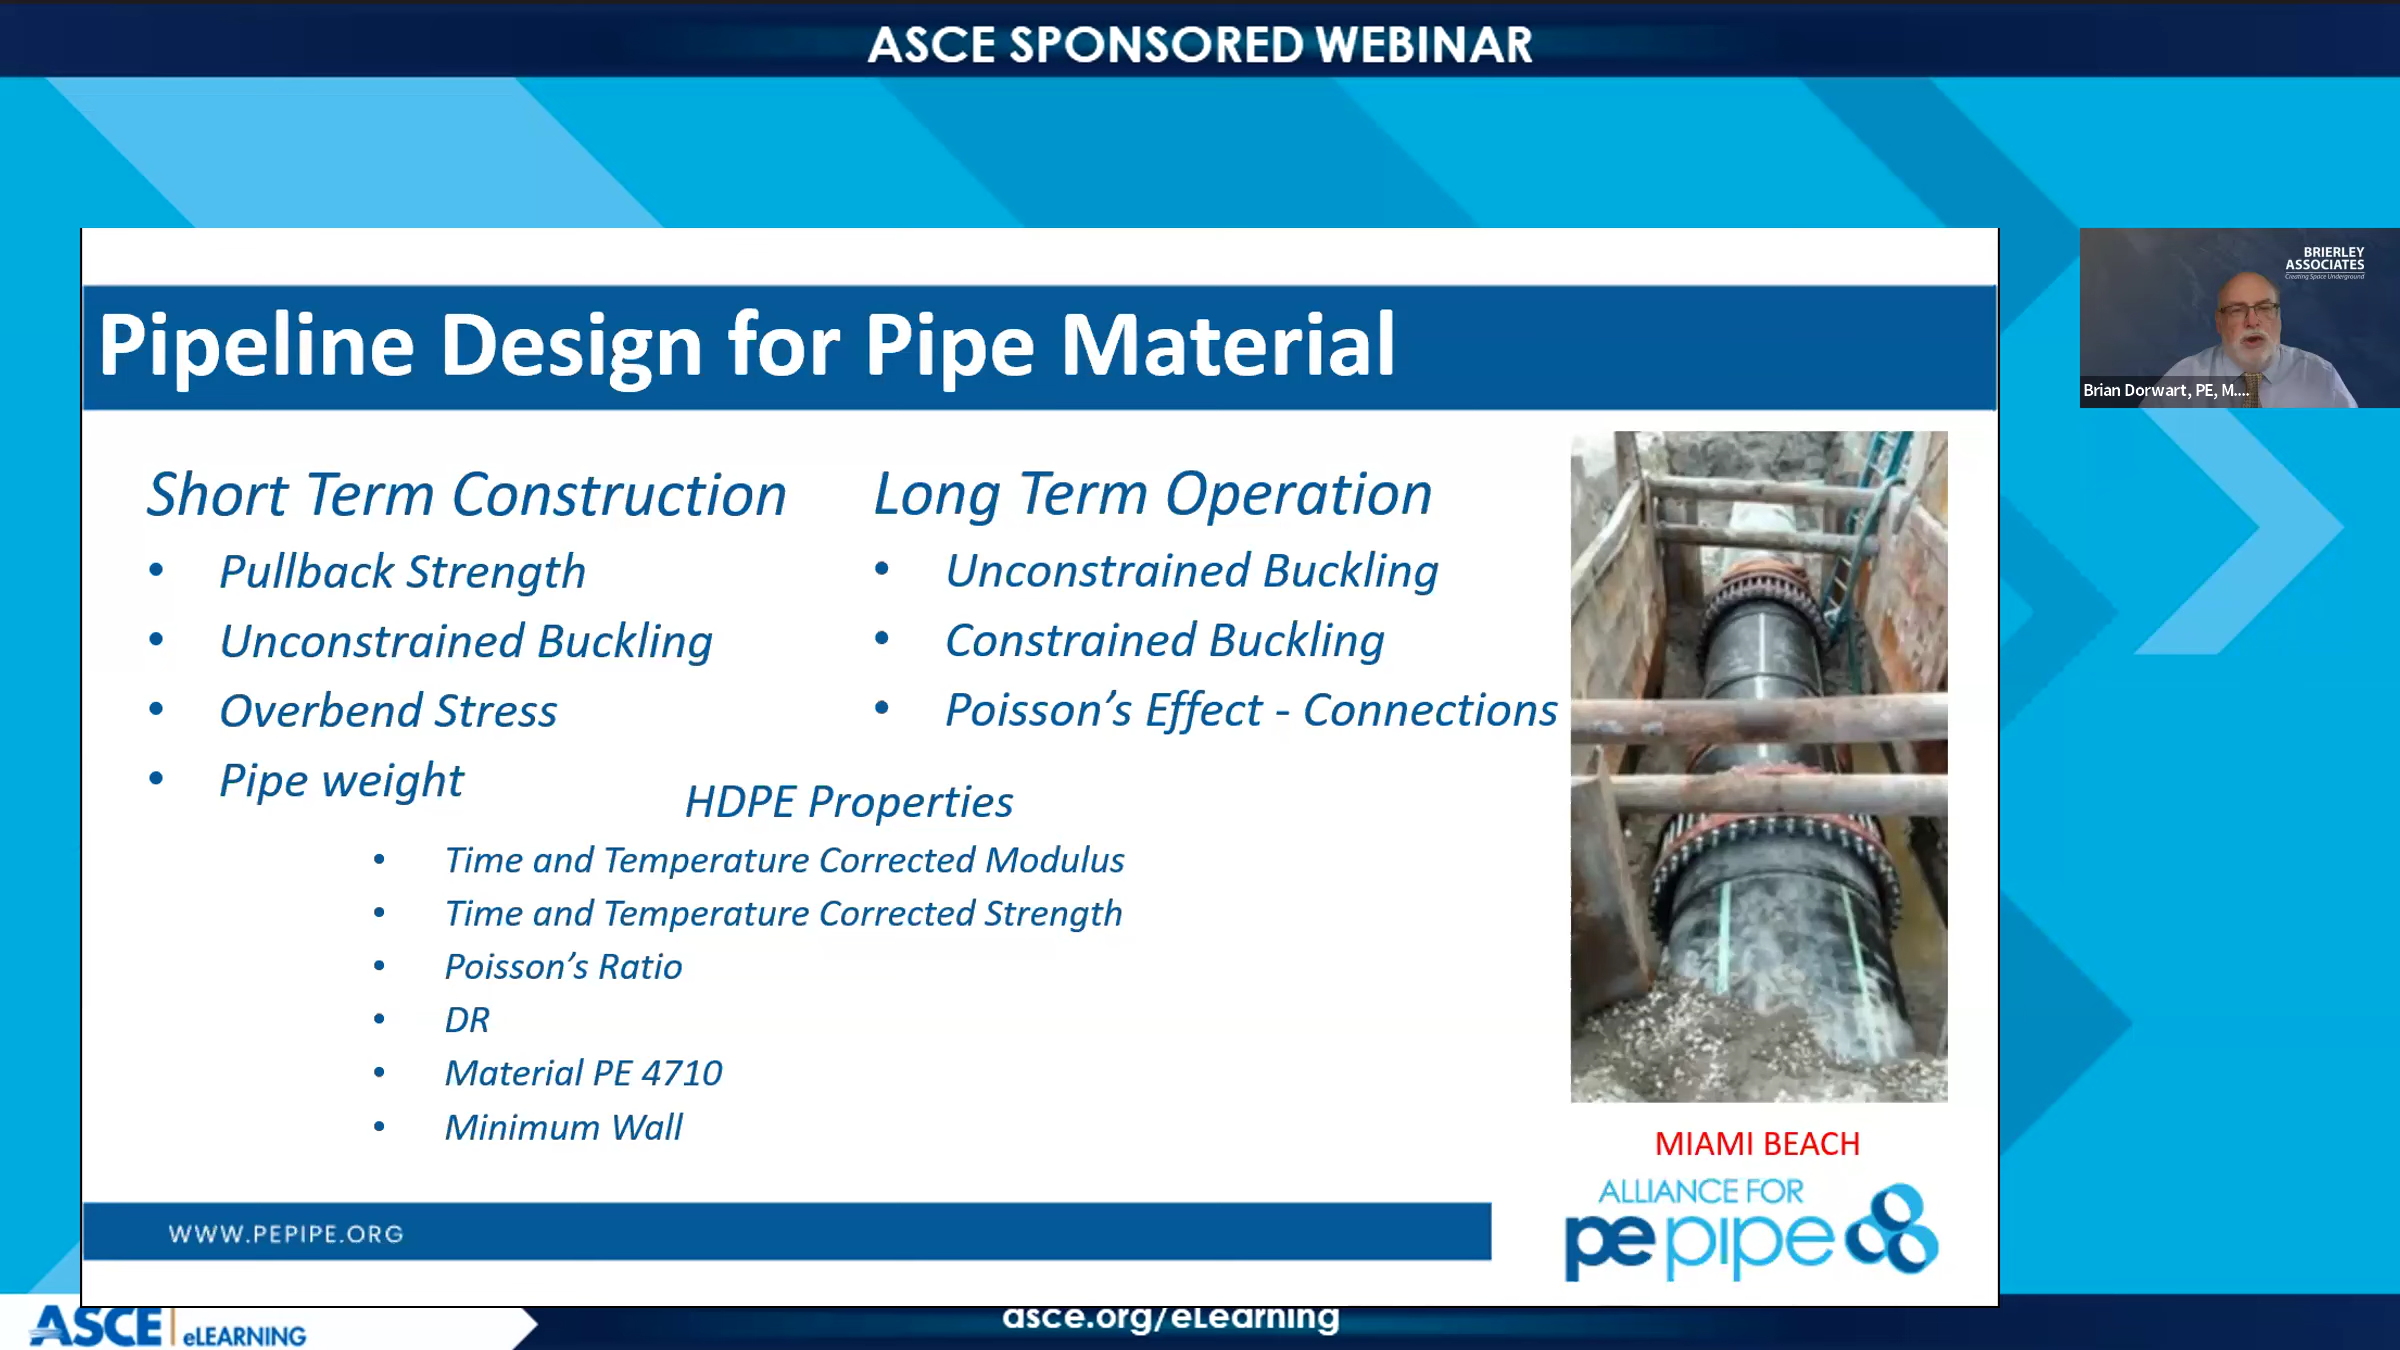 ASCE SPONSORED WEBINAR
BRIERLEY
ASSOCIATES
Creating Space Underground
Brian Dorwart, PE, M....
Pipeline Design for Pipe Material
Short Term Construction
• Pullback Strength
• Unconstrained Buckling
• Overbend Stress
• Pipe weight
Long Term Operation
• Unconstrained Buckling
• Constrained Buckling
• Poisson’s Effect - Connections
HDPE Properties
• Time and Temperature Corrected Modulus
• Time and Temperature Corrected Strength
• Poisson’s Ratio
• DR
• Material PE 4710
• Minimum Wall
MIAMI BEACH
ALLIANCE FOR
pepipe
WWW.PEPIPE.ORG
ASCE eLEARNING
asce.org/eLearning